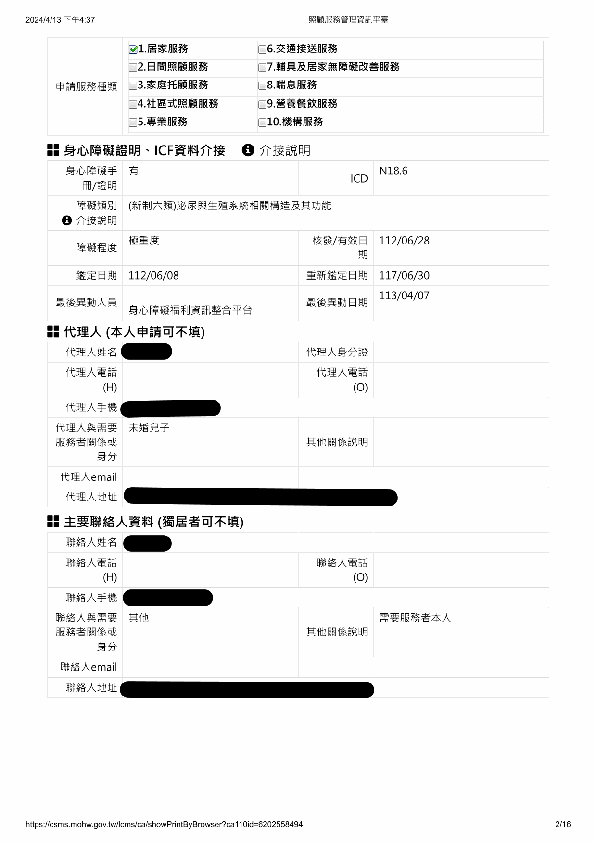 2024/4/13 下午4:37
照顧服務管理資訊平臺
申請服務種類
1.居家服務
6.交通接送服務
2.日間照顧服務
7.輔具及居家無障礙改善服務
3.家庭托顧服務
8.喘息服務
4.社區式照顧服務
9.營養餐飲服務
5.專業服務
10.機構服務
身心障礙證明、ICF資料介接 介接說明
身心障礙手
冊/證明
有
ICD
N18.6
障礙類別
介接說明
(新制六類)泌尿與生殖系統相關構造及其功能
障礙程度
極重度
核發/有效日
期
112/06/28
鑑定日期
112/06/08
重新鑑定日期
117/06/30
最後異動人員
身心障礙福利資訊整合平台
最後異動日期
113/04/07
代理人 (本人申請可不填)
代理人姓名
代理人身分證
代理人電話
(H)
代理人電話
(O)
代理人手機
代理人與需要
服務者關係或
身分
未婚兒子
其他關係說明
代理人email
代理人地址
主要聯絡人資料 (獨居者可不填)
聯絡人姓名
聯絡人電話
(H)
聯絡人電話
(O)
聯絡人手機
聯絡人與需要
服務者關係或
身分
其他
其他關係說明
需要服務者本人
聯絡人email
聯絡人地址
https://csms.mohw.gov.tw/lcms/ca/showPrintByBrowser?ca110id=6202558494
2/16